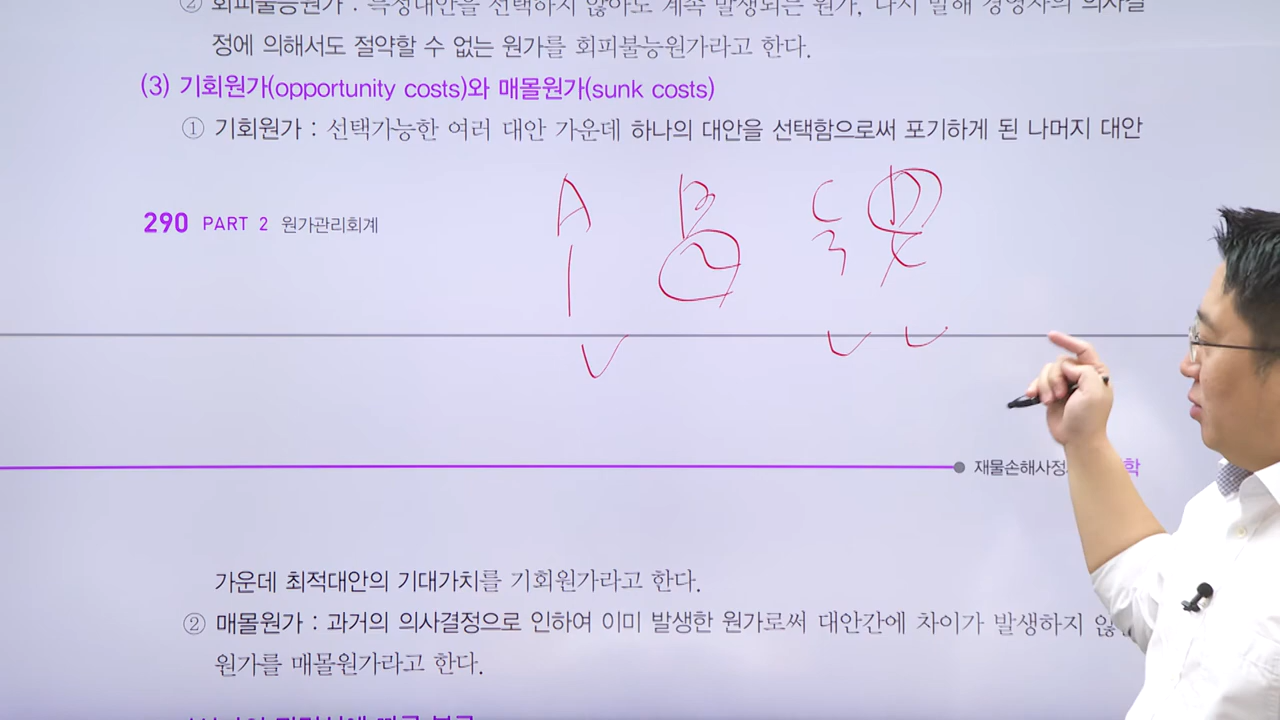 ② 회피불능원가 : 특정대안을 선택하지 않아도 계속 발생되는 원가, 다시 말해 경영자의 의사결
정에 의해서도 절약할 수 없는 원가를 회피불능원가라고 한다.
(3) 기회원가(opportunity costs)와 매몰원가(sunk costs)
① 기회원가 : 선택가능한 여러 대안 가운데 하나의 대안을 선택함으로써 포기하게 된 나머지 대안
A B C D
1 2 3 4
290 PART 2 원가관리회계
재물손해사정 학
가운데 최적대안의 기대가치를 기회원가라고 한다.
② 매몰원가 : 과거의 의사결정으로 인하여 이미 발생한 원가로써 대안간에 차이가 발생하지
원가를 매몰원가라고 한다.